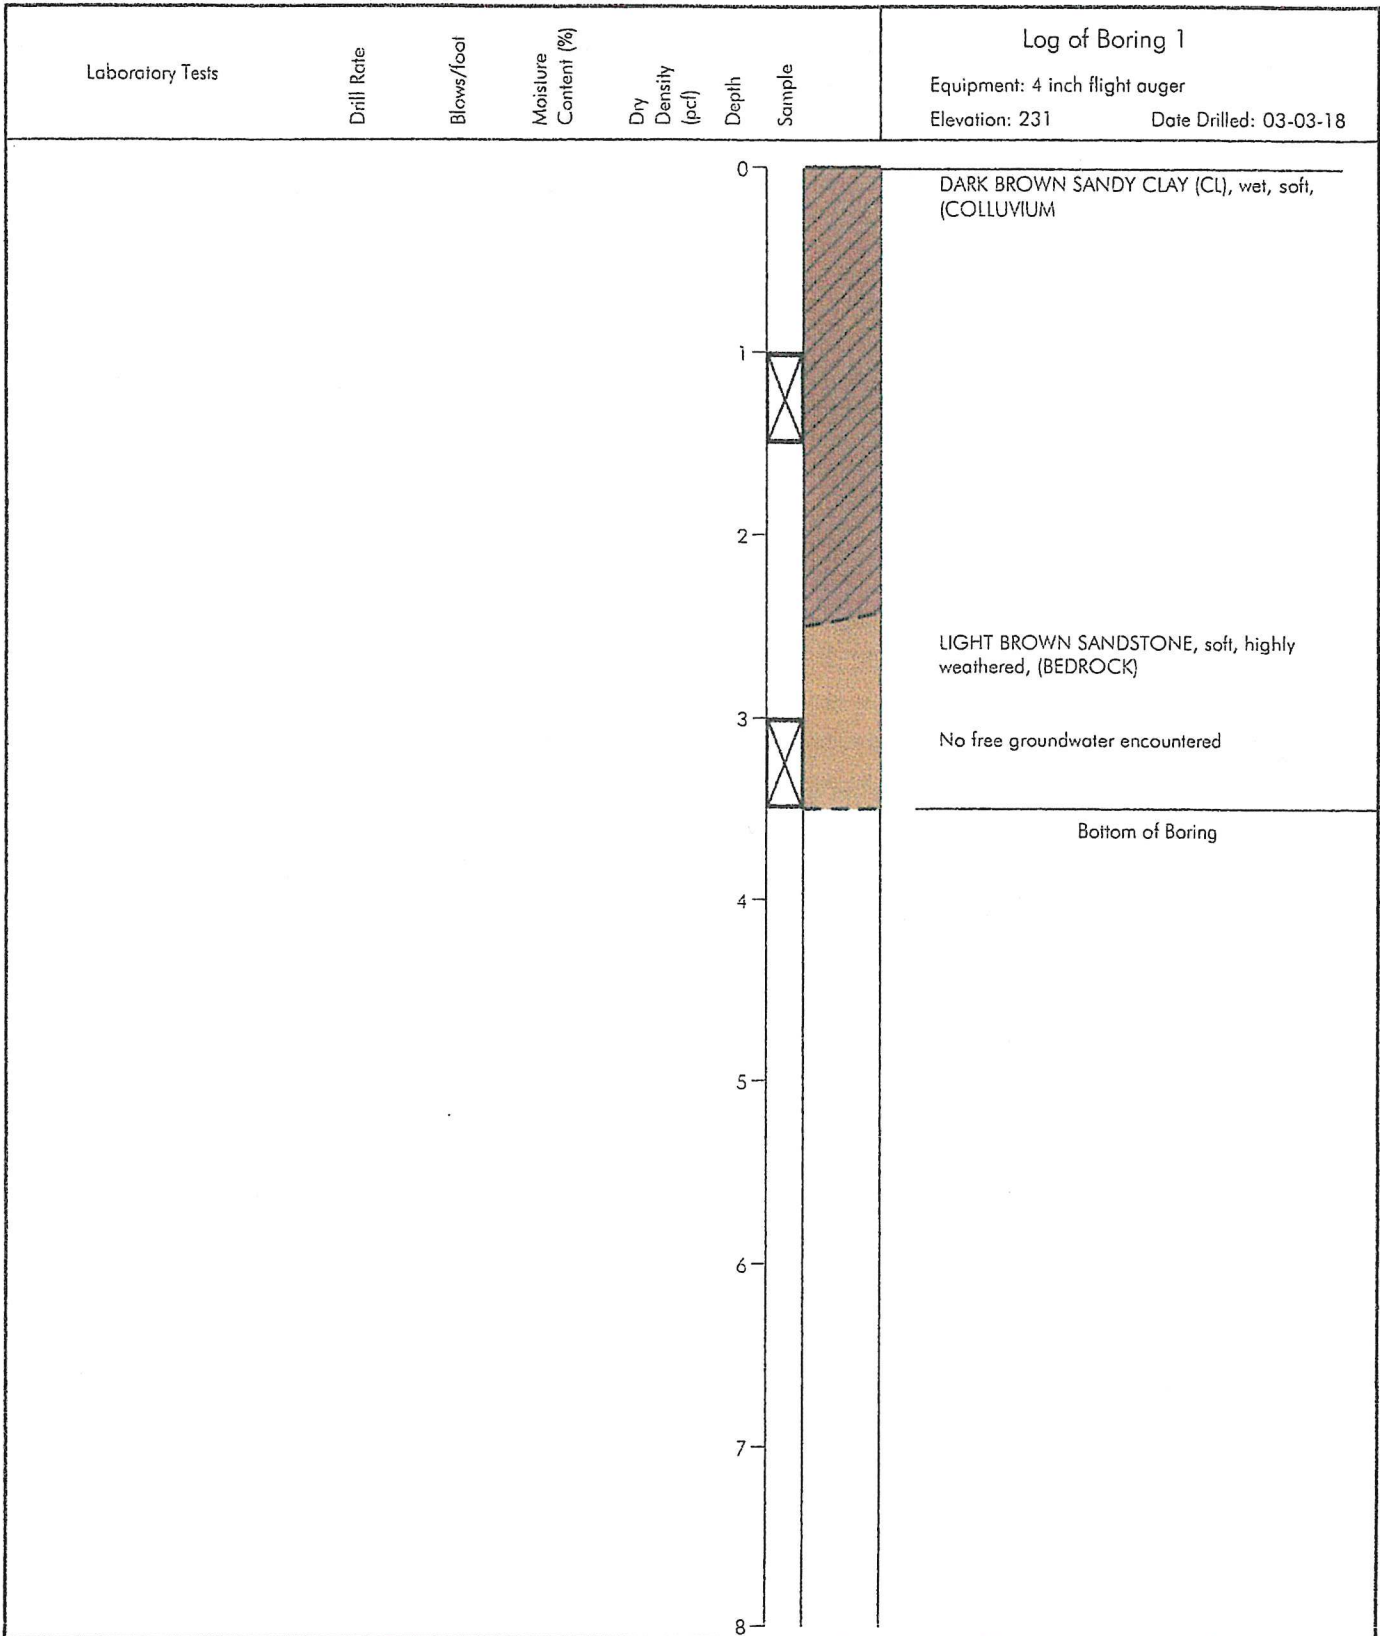 Laboratory Tests
Drill Rate
Blows/foot
Moisture
Content (%)
Dry
Density
(pcf)
Depth
Sample
Log of Boring 1
Equipment: 4 inch flight auger
Elevation: 231 Date Drilled: 03-03-18
0
DARK BROWN SANDY CLAY (CL), wet, soft,
(COLLUVIUM
1
2
LIGHT BROWN SANDSTONE, soft, highly
weathered, (BEDROCK)
3
No free groundwater encountered
Bottom of Boring
4
5
6
7
8